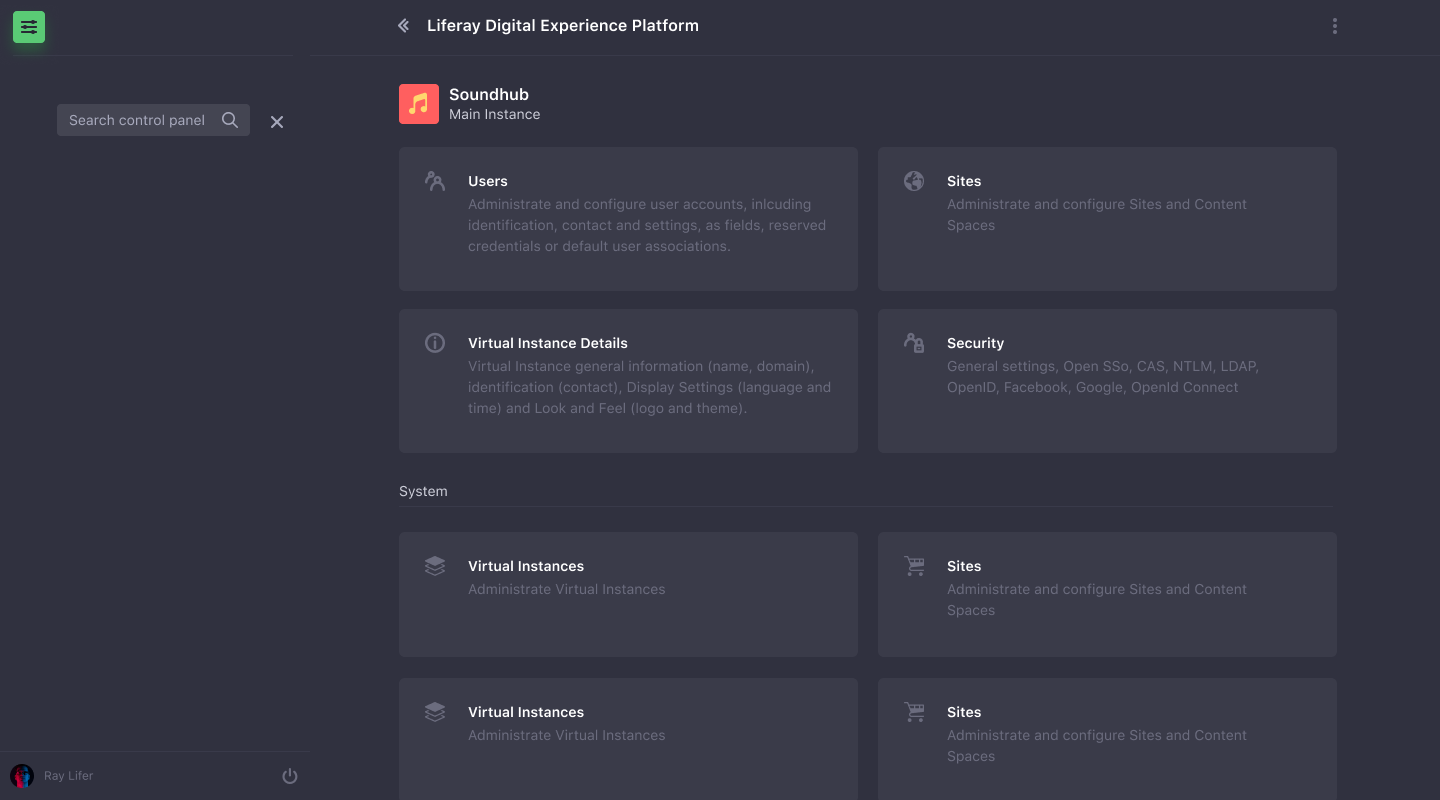 Liferay Digital Experience Platform
Search control panel
Soundhub
Main Instance
Users
Administrate and configure user accounts, inlcuding
identification, contact and settings, as fields, reserved
credentials or default user associations.
Sites
Administrate and configure Sites and Content
Spaces
Virtual Instance Details
Virtual Instance general information (name, domain),
identification (contact), Display Settings (language and
time) and Look and Feel (logo and theme).
Security
General settings, Open SSo, CAS, NTLM, LDAP,
OpenID, Facebook, Google, OpenId Connect
System
Virtual Instances
Administrate Virtual Instances
Sites
Administrate and configure Sites and Content
Spaces
Virtual Instances
Administrate Virtual Instances
Sites
Administrate and configure Sites and Content
Spaces
Ray Lifer